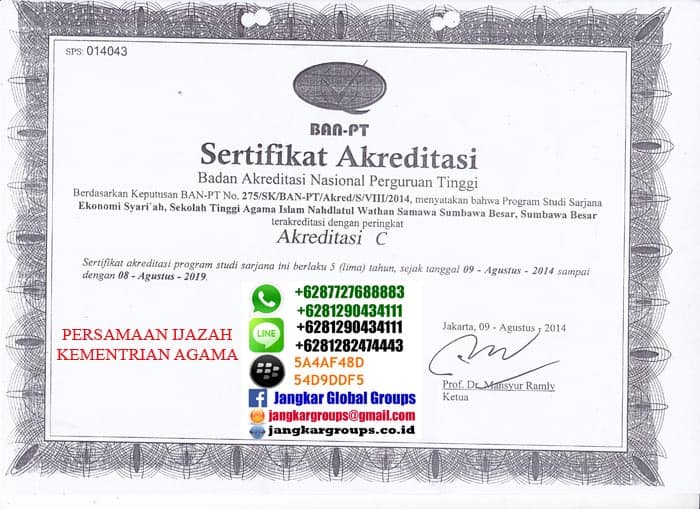 SPS: 014043
BAN-PT
Sertifikat Akreditasi
Badan Akreditasi Nasional Perguruan Tinggi
Berdasarkan Keputusan BAN-PT No. 275/SK/BAN-PT/Akred/S/VIII/2014, menyatakan bahwa Program Studi Sarjana
Ekonomi Syari'ah, Sekolah Tinggi Agama Islam Nahdlatul Wathan Samawa Sumbawa Besar, Sumbawa Besar
terakreditasi dengan peringkat
Akreditasi C
Sertifikat akreditasi program studi sarjana ini berlaku 5 (lima) tahun, sejak tanggal 09 - Agustus - 2014 sampai
dengan 08 - Agustus - 2019.
PERSAMAAN IJAZAH
KEMENTRIAN AGAMA
+6287727688883
+6281290434111
LINE
+6281290434111
+6281282474443
5A4AF48D
54D9DDF5
Jangkar Global Groups
jangkargroups@gmail.com
jangkargroups.co.id
Jakarta, 09 - Agustus - 2014
Prof. Dr. Mansyur Ramly
Ketua